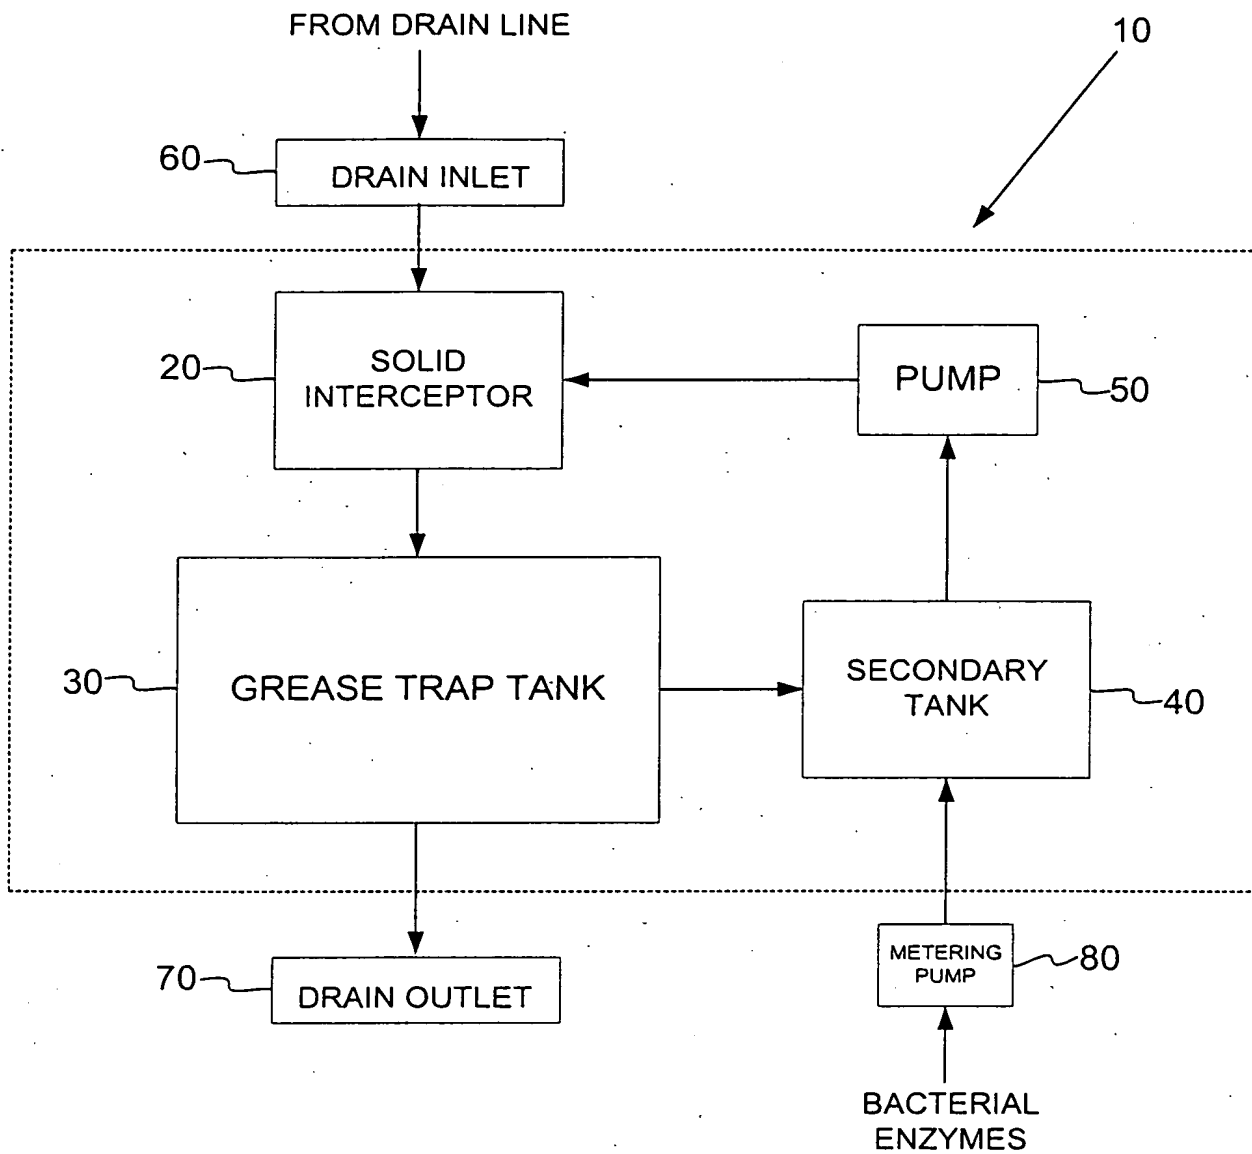 FROM DRAIN LINE
10
60
DRAIN INLET
20
SOLID
INTERCEPTOR
PUMP
50
30
GREASE TRAP TANK
SECONDARY
TANK
40
70
DRAIN OUTLET
METERING
PUMP
80
BACTERIAL
ENZYMES